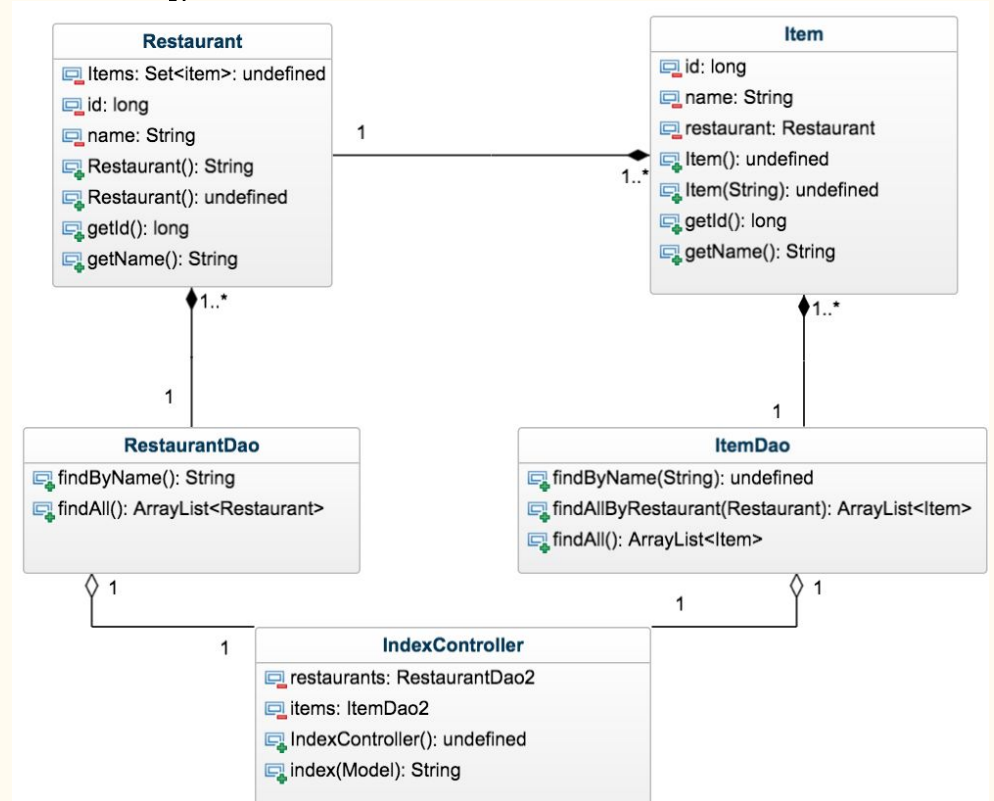 Restaurant
Items: Set<item>: undefined
id: long
name: String
Restaurant(): String
Restaurant(): undefined
getId(): long
getName(): String
Item
id: long
name: String
restaurant: Restaurant
Item(): undefined
Item(String): undefined
getId(): long
getName(): String
1
1..*
1..*
1
1..*
1
RestaurantDao
findByName(): String
findAll(): ArrayList<Restaurant>
ItemDao
findByName(String): undefined
findAllByRestaurant(Restaurant): ArrayList<Item>
findAll(): ArrayList<Item>
1
1
1
1
IndexController
restaurants: RestaurantDao2
items: ItemDao2
IndexController(): undefined
index(Model): String